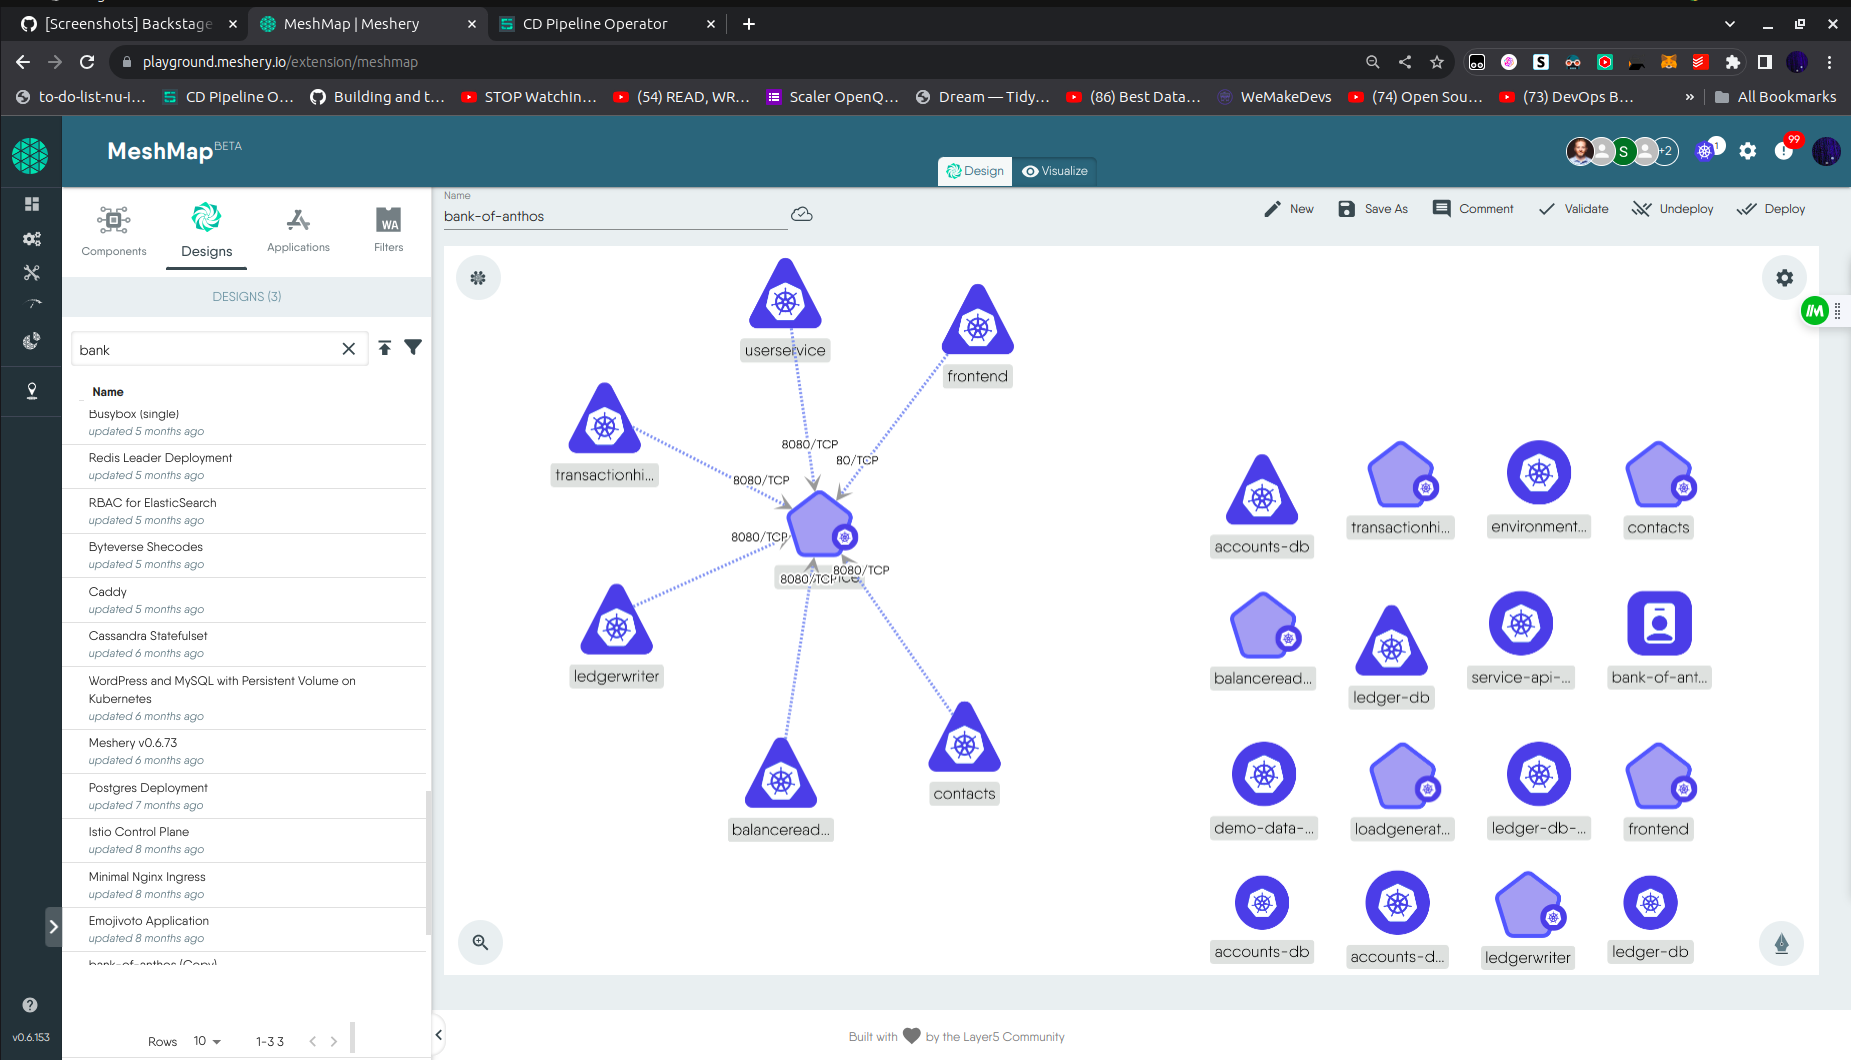 [Screenshots] Backstage
MeshMap | Meshery
CD Pipeline Operator
playground.meshery.io/extension/meshmap
to-do-list-nu-i...
CD Pipeline O...
Building and t...
STOP Watchin...
(54) READ, WR...
Scaler OpenQ...
Dream — Tidy...
(86) Best Data...
WeMakeDevs
(74) Open Sou...
(73) DevOps B...
»
All Bookmarks
MeshMap BETA
S
+2
1
99
Design
Visualize
Components
Designs
Applications
WA
Filters
DESIGNS (3)
bank
Name
Busybox (single)
updated 5 months ago
Redis Leader Deployment
updated 5 months ago
RBAC for ElasticSearch
updated 5 months ago
Byteverse Shecodes
updated 5 months ago
Caddy
updated 5 months ago
Cassandra Statefulset
updated 6 months ago
WordPress and MySQL with Persistent Volume on
Kubernetes
updated 6 months ago
Meshery v0.6.73
updated 6 months ago
Postgres Deployment
updated 7 months ago
Istio Control Plane
updated 8 months ago
Minimal Nginx Ingress
updated 8 months ago
Emojivoto Application
updated 8 months ago
bank-of-anthos (Copy)
Rows
10
1-3 3
v0.6.153
Name
bank-of-anthos
New
Save As
Comment
Validate
Undeploy
Deploy
userservice
frontend
transactionhi...
8080/TCP
80/TCP
8080/TCP
8080/TCP
8080/TCP
8080/TCP
ledgerwriter
balanceread...
contacts
accounts-db
transactionhi...
environment...
contacts
balanceread...
ledger-db
service-api-...
bank-of-ant...
demo-data-...
loadgenerat...
ledger-db-...
frontend
accounts-db
accounts-d...
ledgerwriter
ledger-db
Built with
by the Layer5 Community